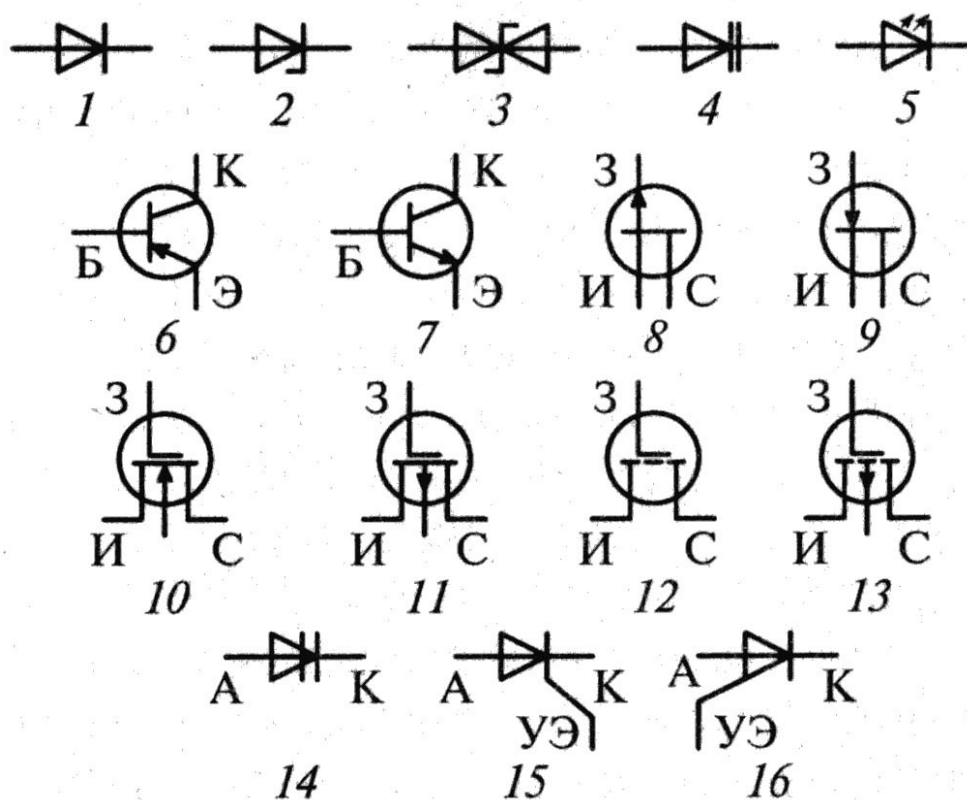 1 2 3 4 5
К К З З
Б Э Б Э И С И С
6 7 8 9
З З З З
И С И С И С И С
10 11 12 13
А К А К А К
УЭ УЭ
14 15 16